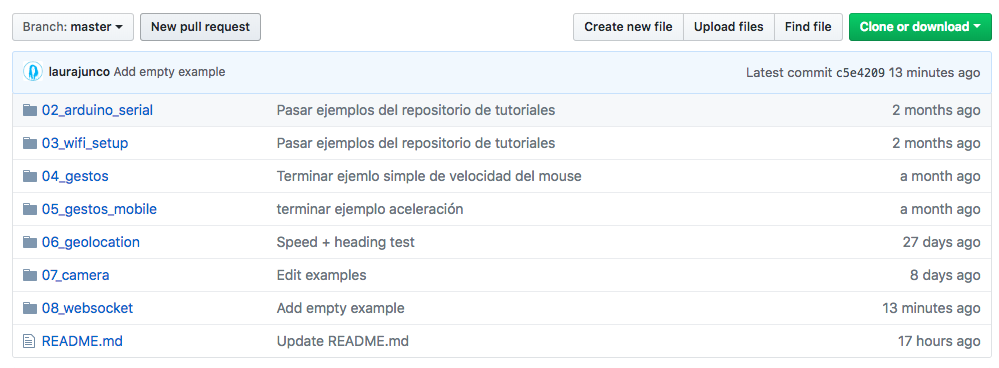 Branch: master New pull request Create new file Upload files Find file Clone or download
laurajunco Add empty example Latest commit c5e4209 13 minutes ago
02_arduino_serial Pasar ejemplos del repositorio de tutoriales 2 months ago
03_wifi_setup Pasar ejemplos del repositorio de tutoriales 2 months ago
04_gestos Terminar ejemlo simple de velocidad del mouse a month ago
05_gestos_mobile terminar ejemplo aceleración a month ago
06_geolocation Speed + heading test 27 days ago
07_camera Edit examples 8 days ago
08_websocket Add empty example 13 minutes ago
README.md Update README.md 17 hours ago